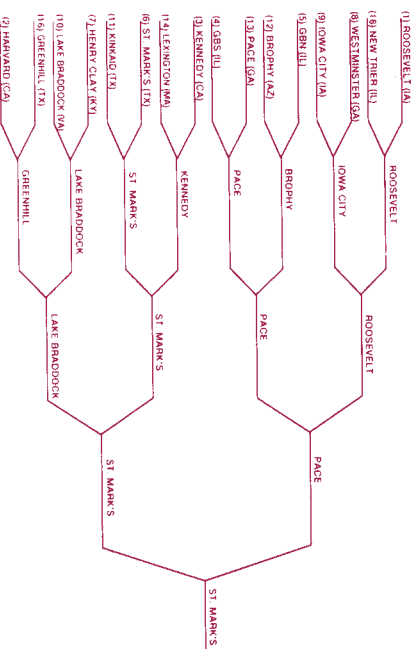 (1) ROOSEVELT (IA)
(16) NEW TRIER (IL)
(8) WESTMINSTER (GA)
(9) IOWA CITY (IA)
(5) GBN (IL)
(12) BROPHY (AZ)
(13) PACE (GA)
(4) GBS (IL)
(3) KENNEDY (CA)
(14) LEXINGTON (MA)
(6) ST. MARK'S (TX)
(11) KINKAID (TX)
(7) HENRY CLAY (KY)
(10) LAKE BRADDOCK (VA)
(15) GREENHILL (TX)
(2) HARVARD (CA)
ROOSEVELT
IOWA CITY
BROPHY
PACE
KENNEDY
ST. MARK'S
LAKE BRADDOCK
GREENHILL
ROOSEVELT
PACE
ST. MARK'S
LAKE BRADDOCK
PACE
ST. MARK'S
ST. MARK'S